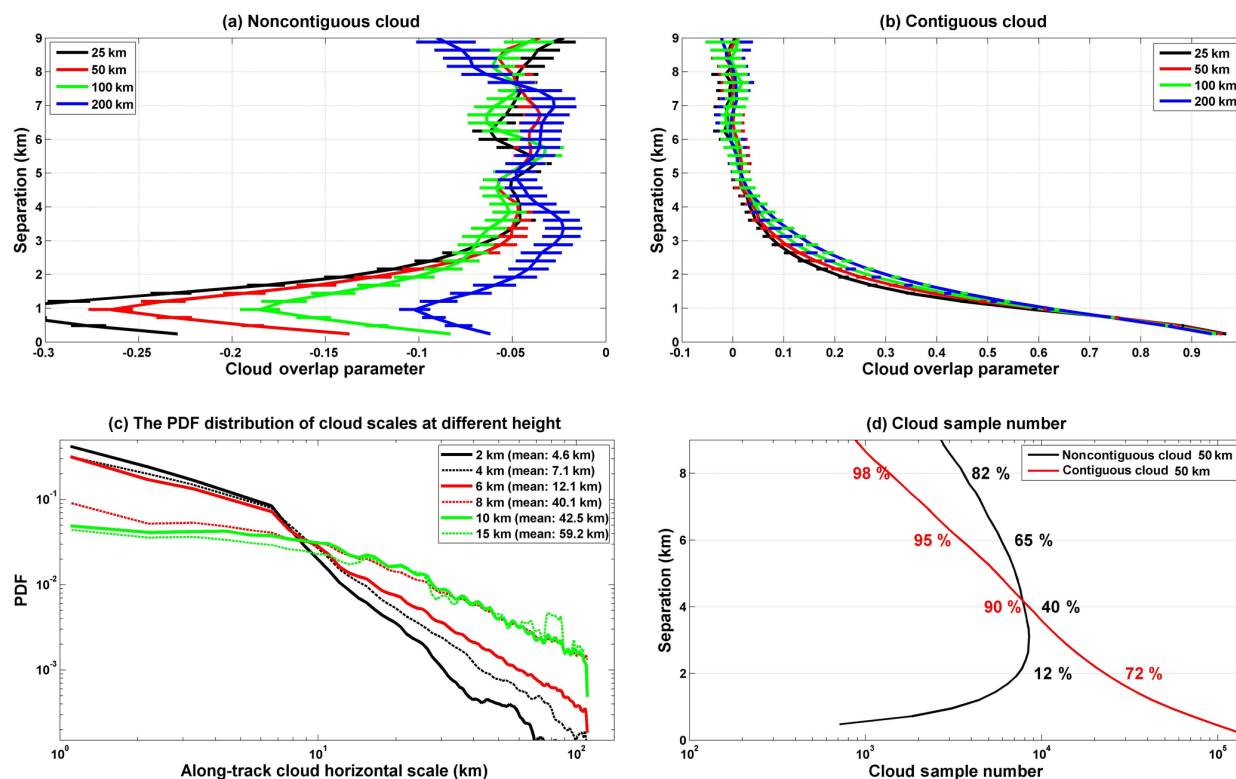 (a) Noncontiguous cloud
9
8
7
6
5
4
3
2
1
0
Separation (km)
25 km
50 km
100 km
200 km
-0.3 -0.25 -0.2 -0.15 -0.1 -0.05 0
Cloud overlap parameter
(b) Contiguous cloud
9
8
7
6
5
4
3
2
1
0
Separation (km)
25 km
50 km
100 km
200 km
-0.1 0 0.1 0.2 0.3 0.4 0.5 0.6 0.7 0.8 0.9
Cloud overlap parameter
(c) The PDF distribution of cloud scales at different height
10-1
10-2
10-3
PDF
2 km (mean: 4.6 km)
4 km (mean: 7.1 km)
6 km (mean: 12.1 km)
8 km (mean: 40.1 km)
10 km (mean: 42.5 km)
15 km (mean: 59.2 km)
100 101 102
Along-track cloud horizontal scale (km)
(d) Cloud sample number
8
6
4
2
0
Separation (km)
Noncontiguous cloud 50 km
Contiguous cloud 50 km
98 % 82 %
95 % 65 %
90 % 40 %
12 % 72 %
102 103 104 105
Cloud sample number